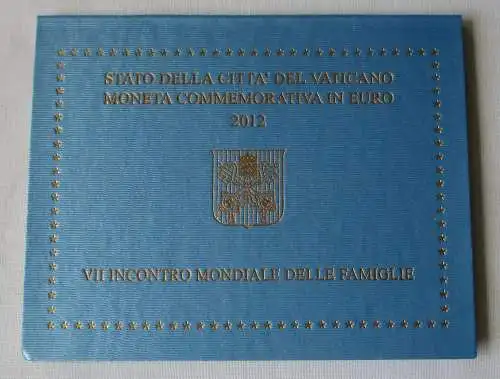 STATO DELLA CITTA' DEL VATICANO
MONETA COMMEMORATIVA IN EURO
2012
VII INCONTRO MONDIALE DELLE FAMIGLIE